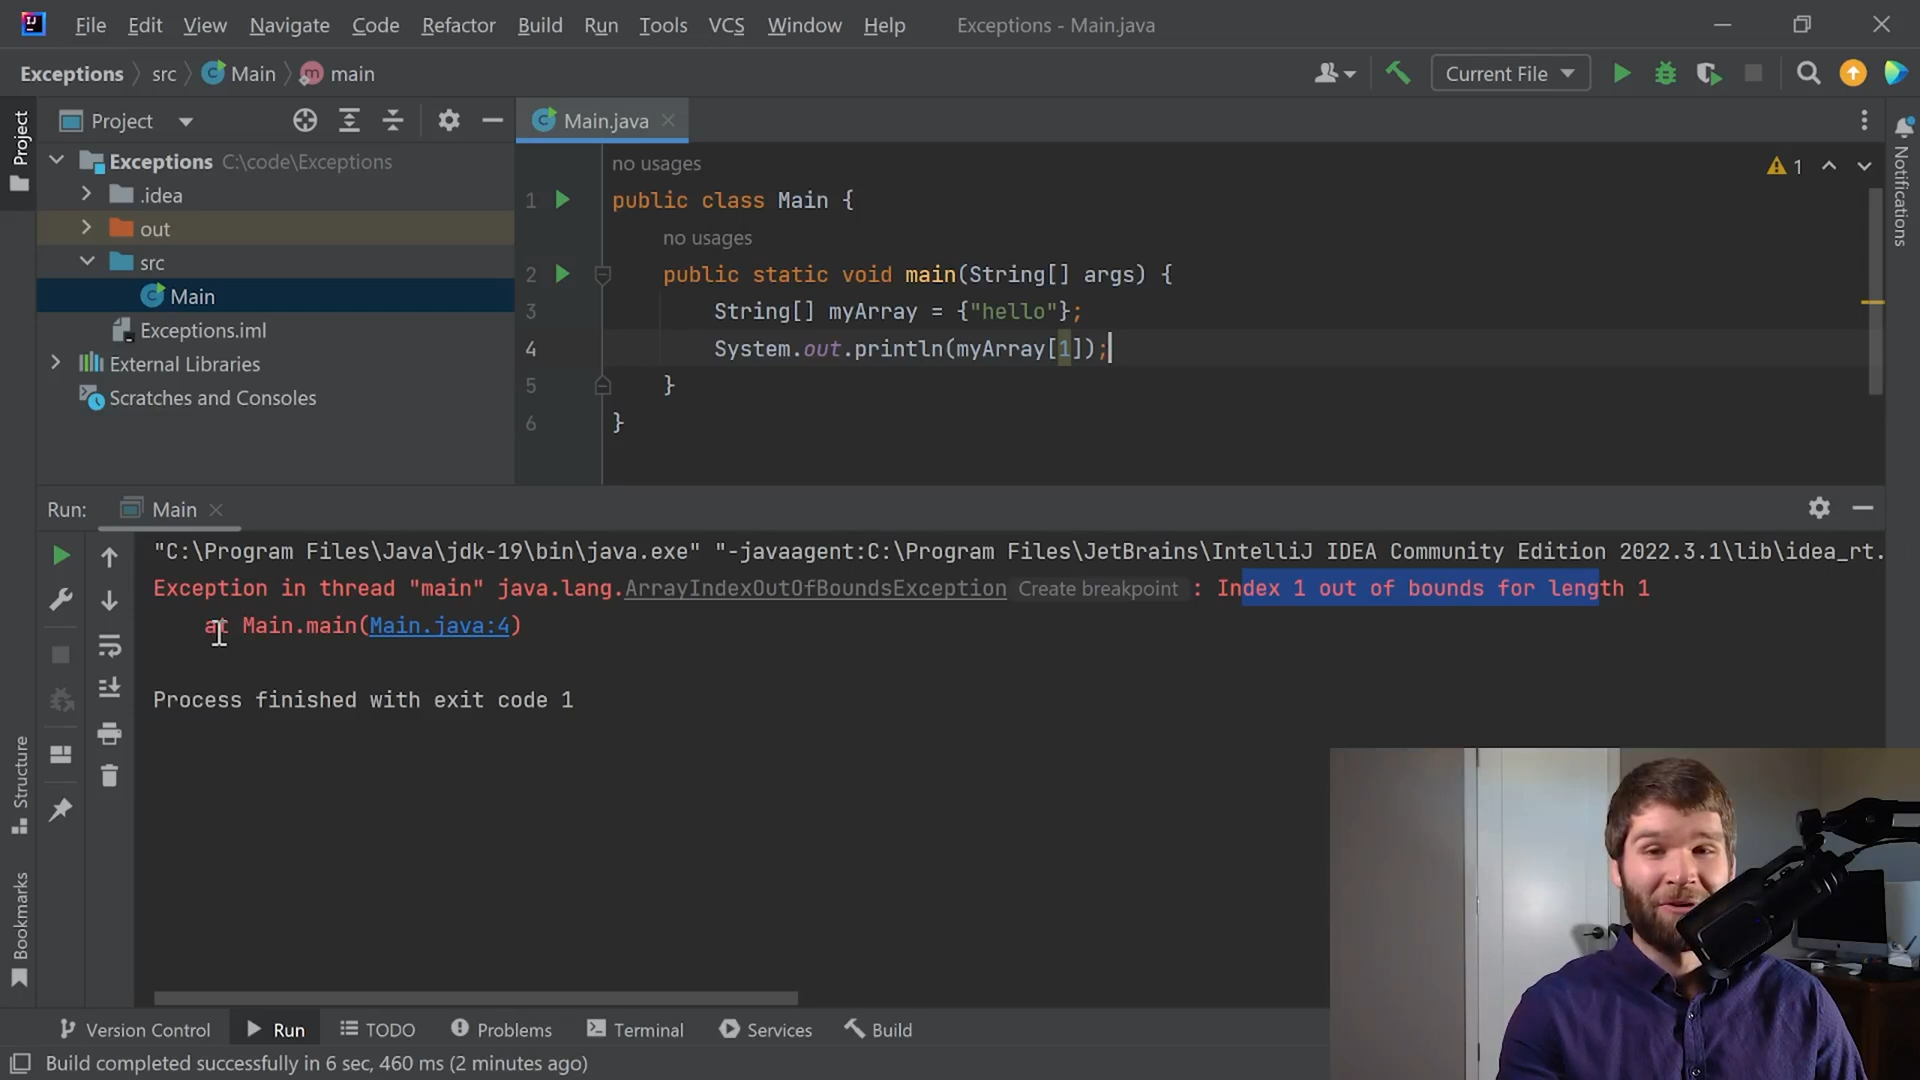 File Edit View Navigate Code Refactor Build Run Tools VCS Window Help Exceptions - Main.java
Exceptions src Main main
Current File
Project
Main.java
Project
Exceptions C:\code\Exceptions
.idea
out
src
Main
Exceptions.iml
External Libraries
Scratches and Consoles
no usages
1 public class Main {
no usages
2 public static void main(String[] args) {
3 String[] myArray = {"hello"};
4 System.out.println(myArray[1]);
5 }
6 }
1
Notifications
Run: Main
"C:\Program Files\Java\jdk-19\bin\java.exe" "-javaagent:C:\Program Files\JetBrains\IntelliJ IDEA Community Edition 2022.3.1\lib\idea_rt.
Exception in thread "main" java.lang.ArrayIndexOutOfBoundsException Create breakpoint : Index 1 out of bounds for length 1
at Main.main(Main.java:4)
Process finished with exit code 1
Structure
Bookmarks
Version Control Run TODO Problems Terminal Services Build
Build completed successfully in 6 sec, 460 ms (2 minutes ago)